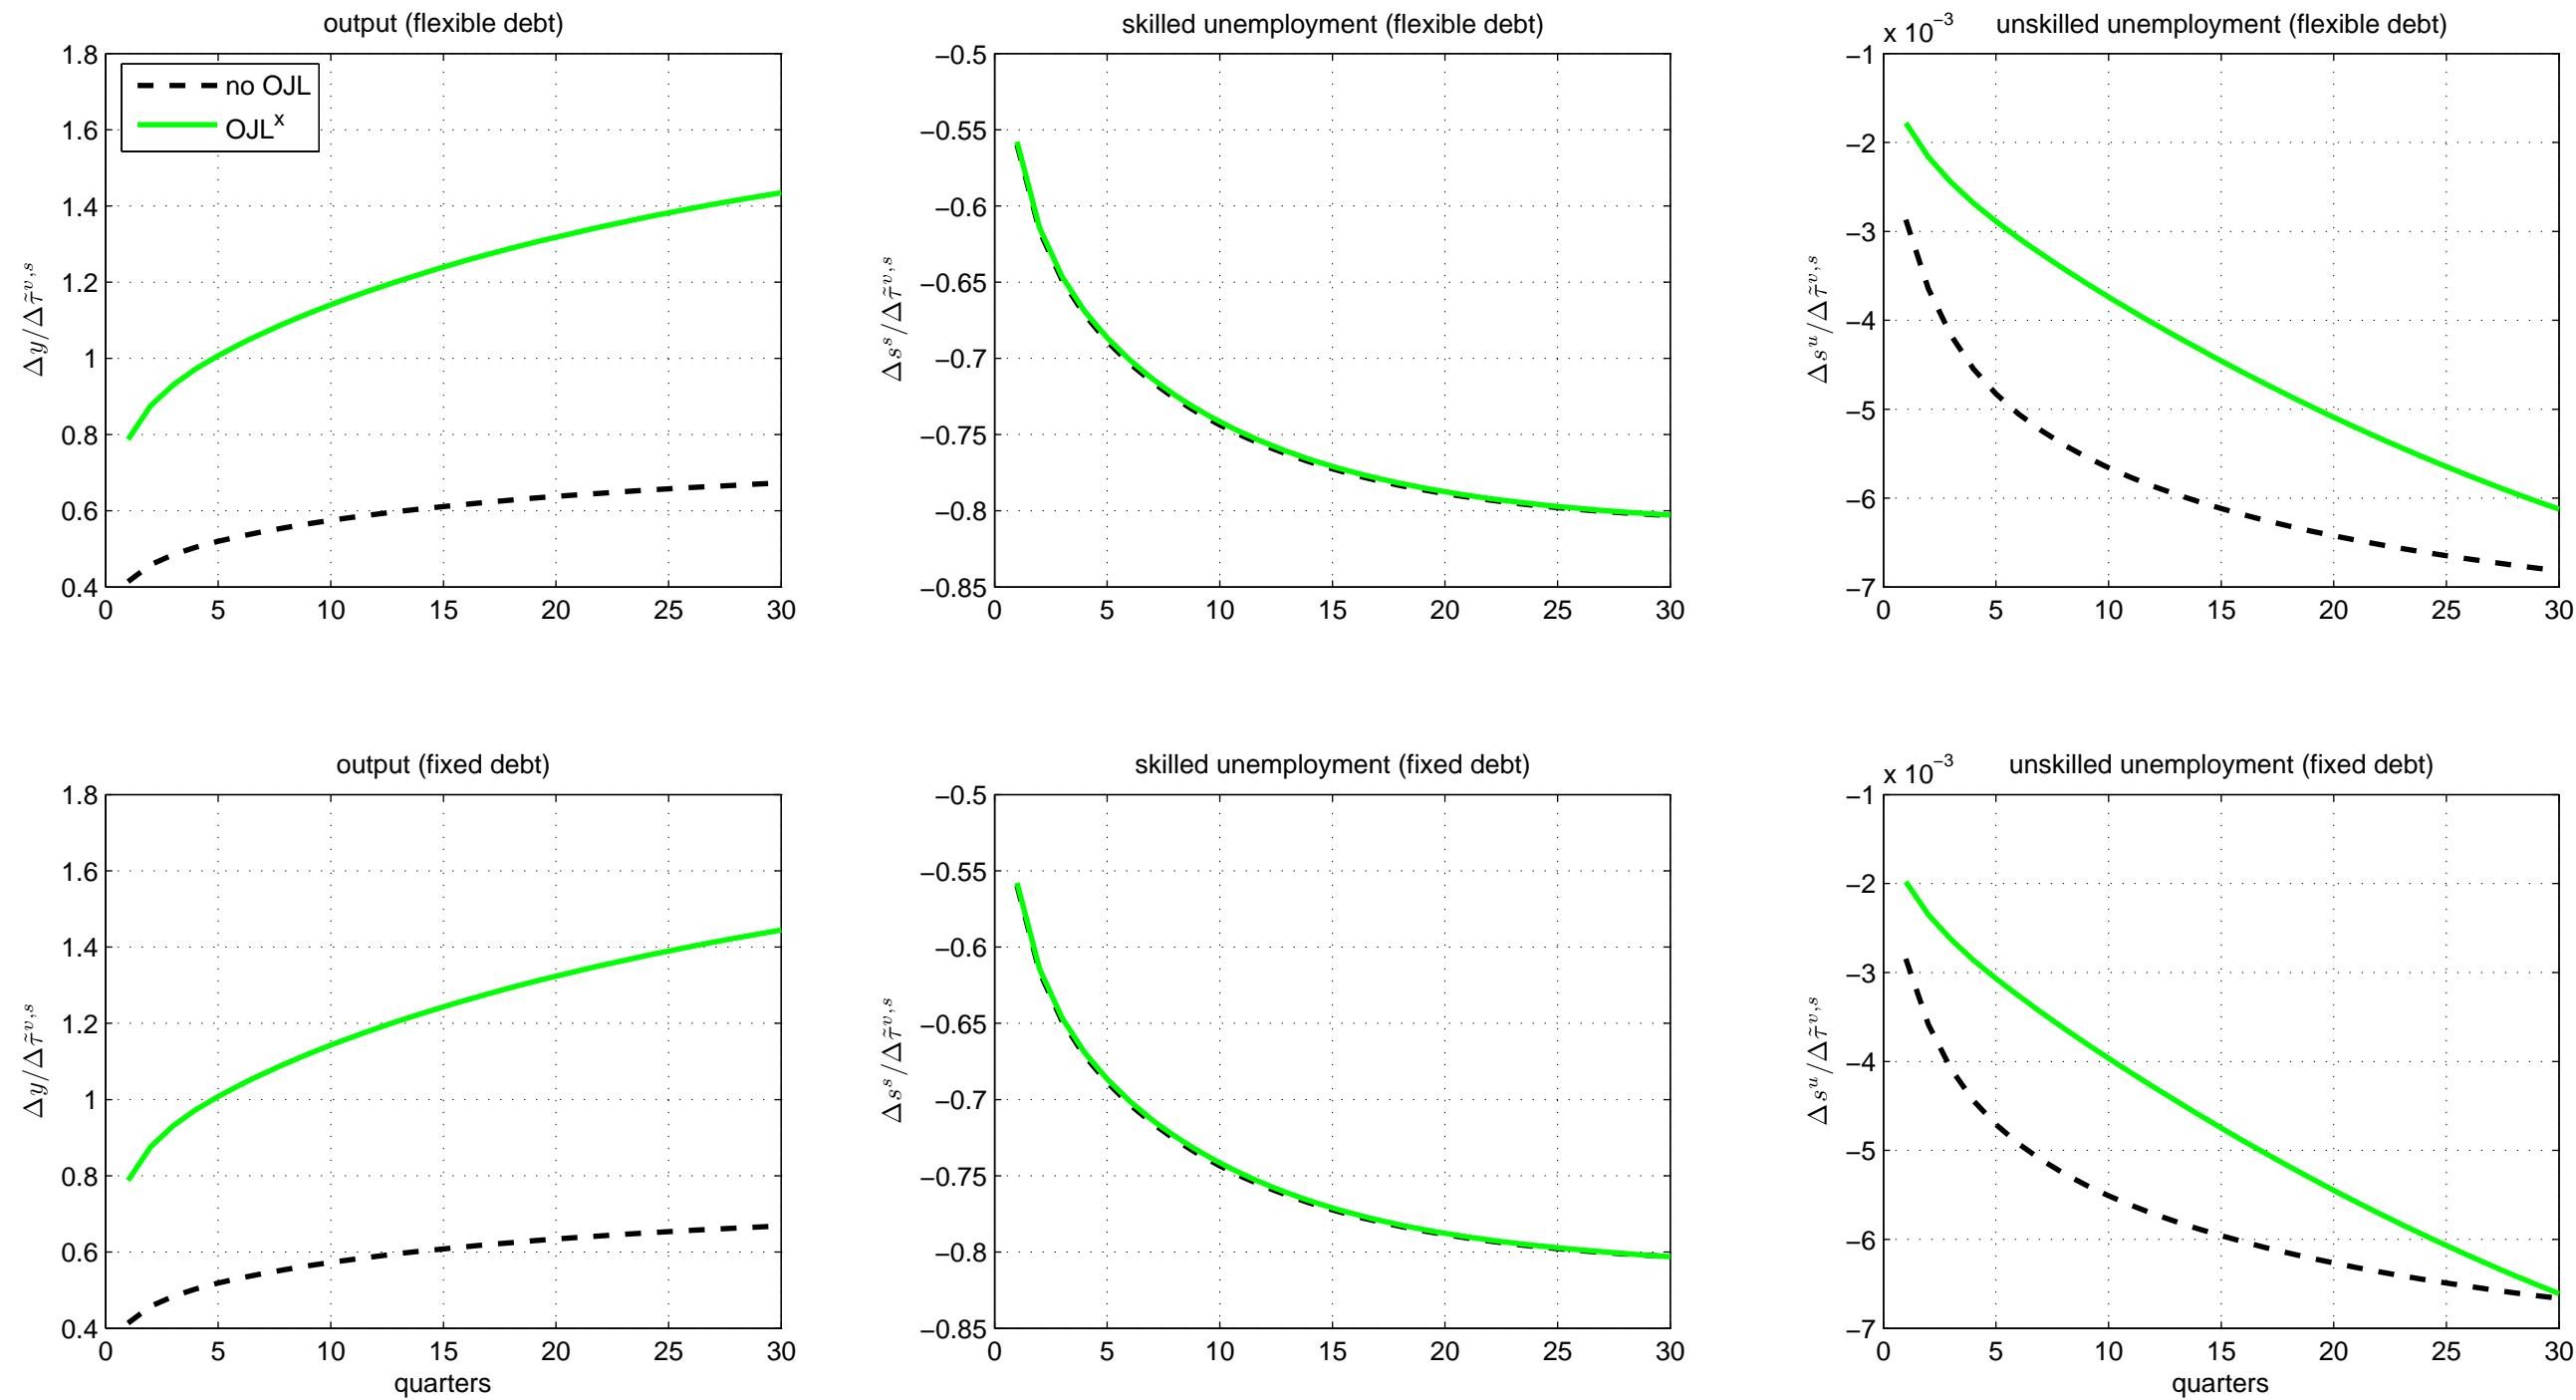 output (flexible debt)
1.8
1.6
1.4
1.2
1
0.8
0.6
0.4
0 5 10 15 20 25 30
Δy/Δτ̃^{v,s}
no OJL
OJL^x
skilled unemployment (flexible debt)
−0.5
−0.55
−0.6
−0.65
−0.7
−0.75
−0.8
−0.85
0 5 10 15 20 25 30
Δs^s/Δτ̃^{v,s}
x 10^{−3}
unskilled unemployment (flexible debt)
−1
−2
−3
−4
−5
−6
−7
0 5 10 15 20 25 30
Δs^u/Δτ̃^{v,s}
output (fixed debt)
1.8
1.6
1.4
1.2
1
0.8
0.6
0.4
0 5 10 15 20 25 30
Δy/Δτ̃^{v,s}
quarters
skilled unemployment (fixed debt)
−0.5
−0.55
−0.6
−0.65
−0.7
−0.75
−0.8
−0.85
0 5 10 15 20 25 30
Δs^s/Δτ̃^{v,s}
x 10^{−3}
unskilled unemployment (fixed debt)
−1
−2
−3
−4
−5
−6
−7
0 5 10 15 20 25 30
Δs^u/Δτ̃^{v,s}
quarters